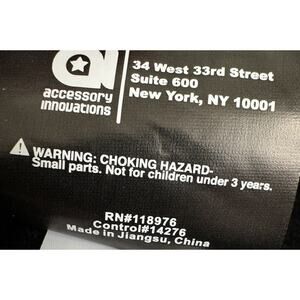 34 West 33rd Street
Suite 600
New York, NY 10001
accessory
innovations
WARNING: CHOKING HAZARD-
Small parts. Not for children under 3 years.
RN#118976
Control#14276
Made in Jiangsu, China